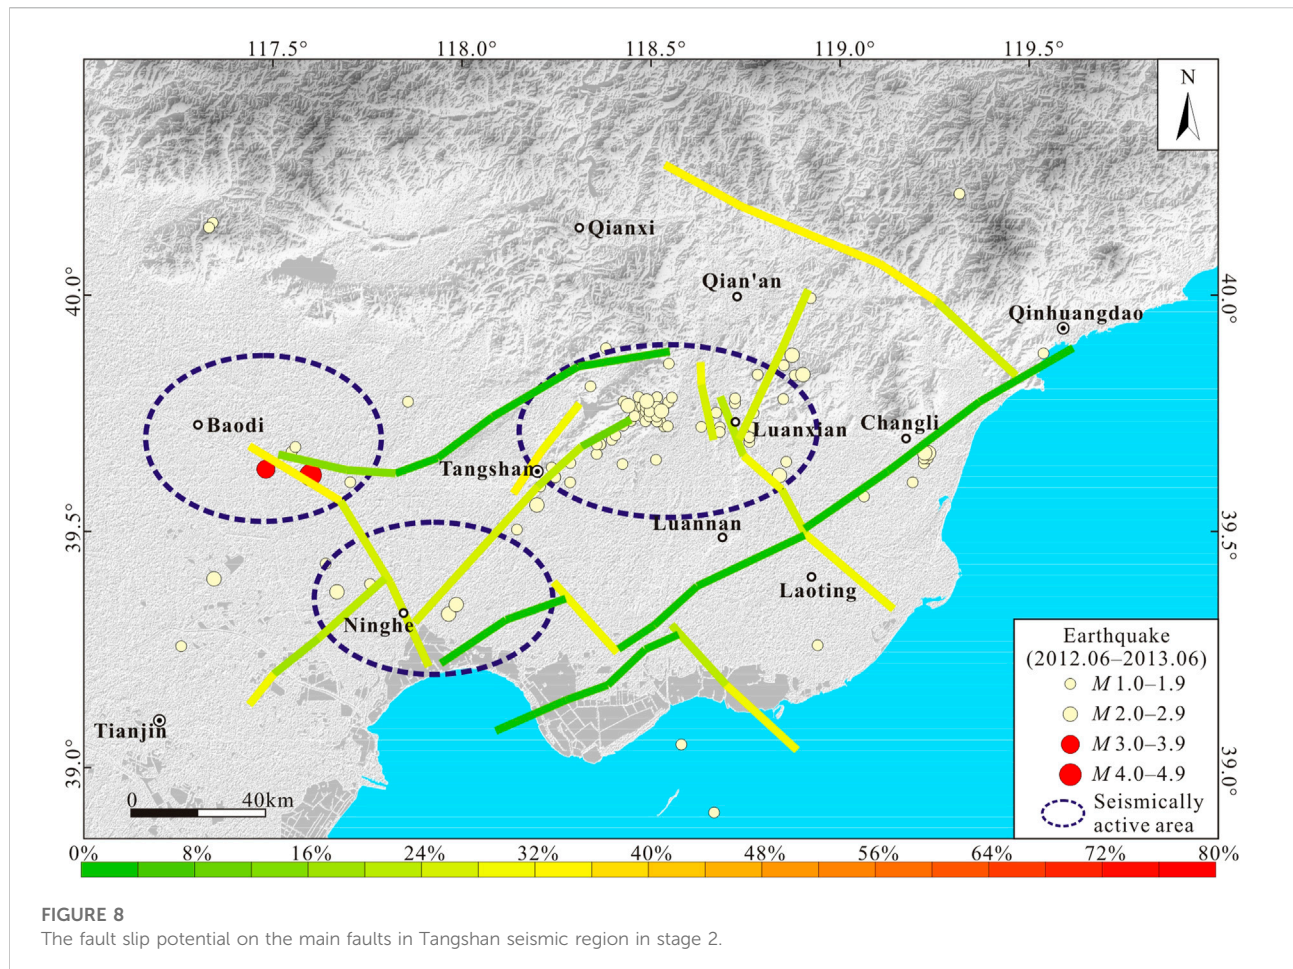 117.5° 118.0° 118.5° 119.0° 119.5°
N
Qianxi
Qian'an
40.0° 40.0°
Qinhuangdao
Baodi
Changli
Luanxian
Tangshan
39.5° 39.5°
Luannan
Laoting
Ninghe
Tianjin
39.0° 39.0°
0 40km
Earthquake
(2012.06–2013.06)
M 1.0–1.9
M 2.0–2.9
M 3.0–3.9
M 4.0–4.9
Seismically
active area
0% 8% 16% 24% 32% 40% 48% 56% 64% 72% 80%
FIGURE 8
The fault slip potential on the main faults in Tangshan seismic region in stage 2.